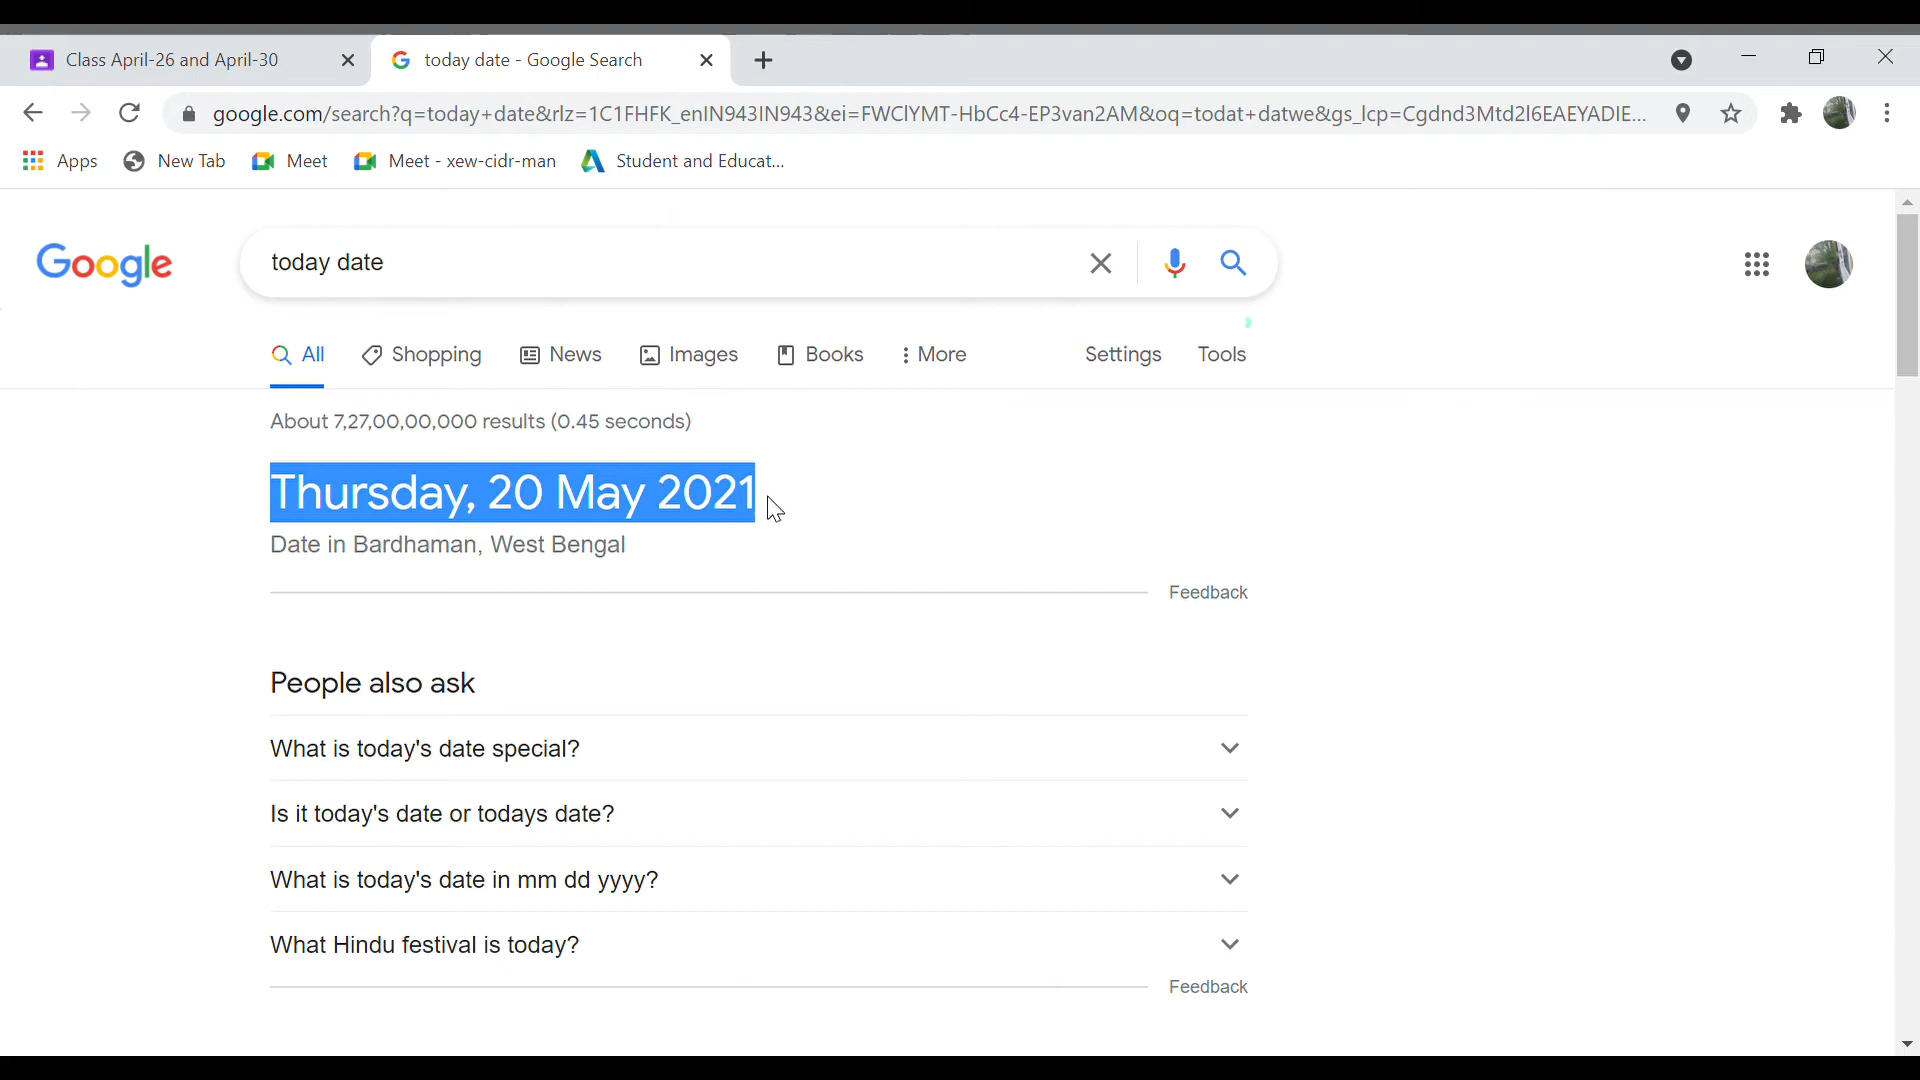 Class April-26 and April-30
today date - Google Search
google.com/search?q=today+date&rlz=1C1FHFK_enIN943IN943&ei=FWClYMT-HbCc4-EP3van2AM&oq=todat+datwe&gs_lcp=Cgdnd3Mtd2l6EAEYADIE...
Apps New Tab Meet Meet - xew-cidr-man Student and Educat...
Google
today date
All Shopping News Images Books More Settings Tools
About 7,27,00,00,000 results (0.45 seconds)
Thursday, 20 May 2021
Date in Bardhaman, West Bengal
Feedback
People also ask
What is today's date special?
Is it today's date or todays date?
What is today's date in mm dd yyyy?
What Hindu festival is today?
Feedback